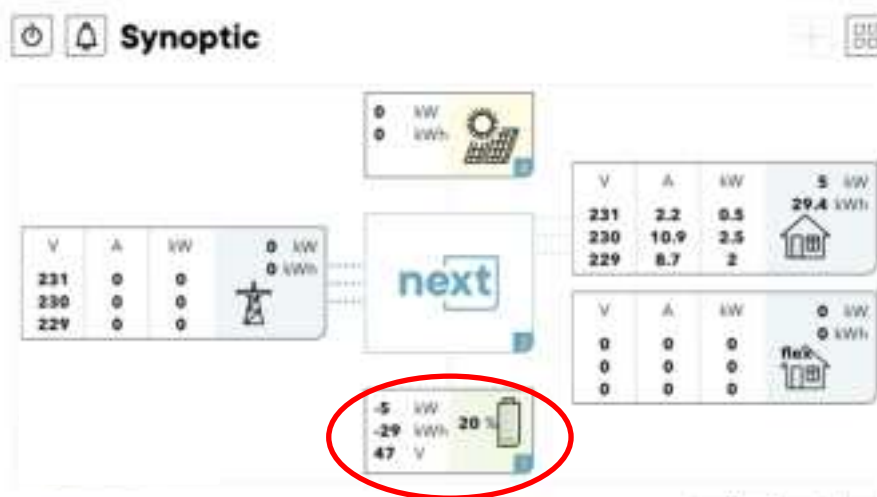 Synoptic
0 kW
0 kWh
V A kW 5 kW
29.4 kWh
231 2.2 0.5
230 10.9 2.5
229 8.7 2
V A kW 0 kW
0 kWh
231 0 0
230 0 0
229 0 0
next
V A kW 0 kW
0 kWh
flex
0 0 0
0 0 0
0 0 0
-5 kW
-29 kWh 20 %
47 V